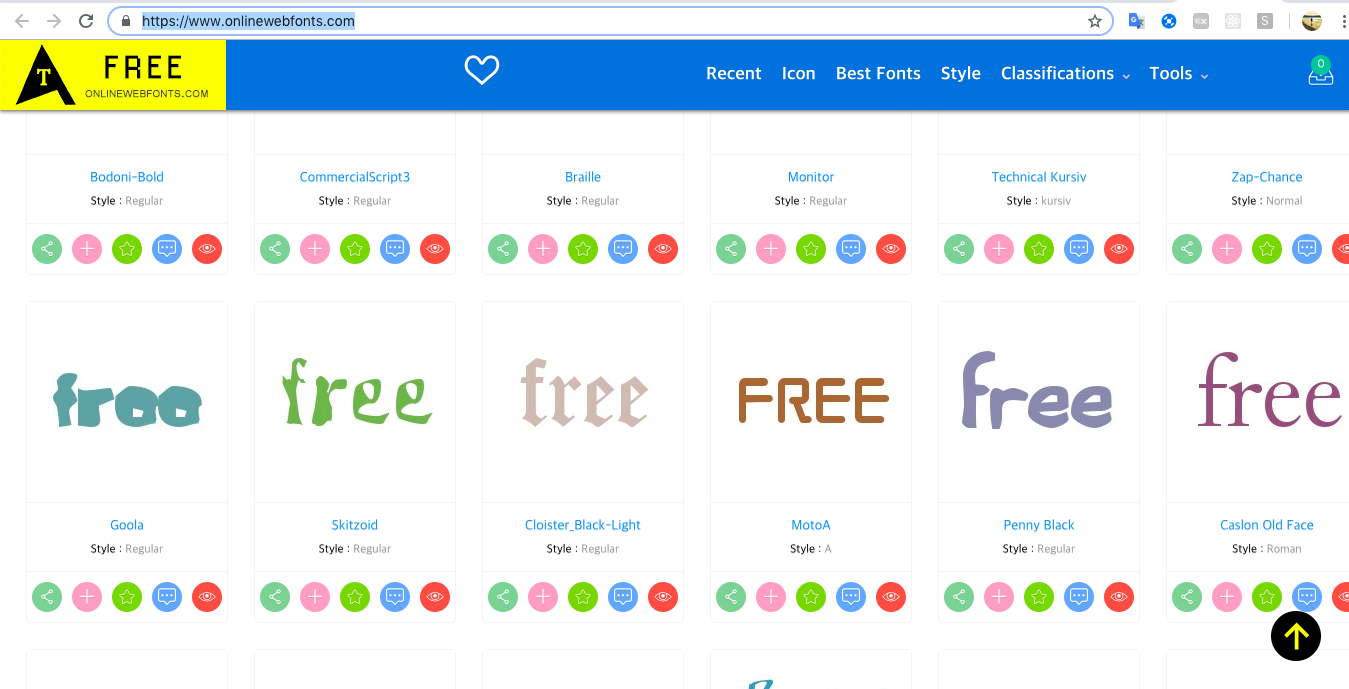 https://www.onlinewebfonts.com
T FREE
ONLINEWEBFONTS.COM
Recent Icon Best Fonts Style Classifications Tools 0
Bodoni-Bold CommercialScript3 Braille Monitor Technical Kursiv Zap-Chance
Style : Regular Style : Regular Style : Regular Style : Regular Style : kursiv Style : Normal
free free free FREE free free
Goola Skitzoid Cloister_Black-Light MotoA Penny Black Caslon Old Face
Style : Regular Style : Regular Style : Regular Style : A Style : Regular Style : Roman